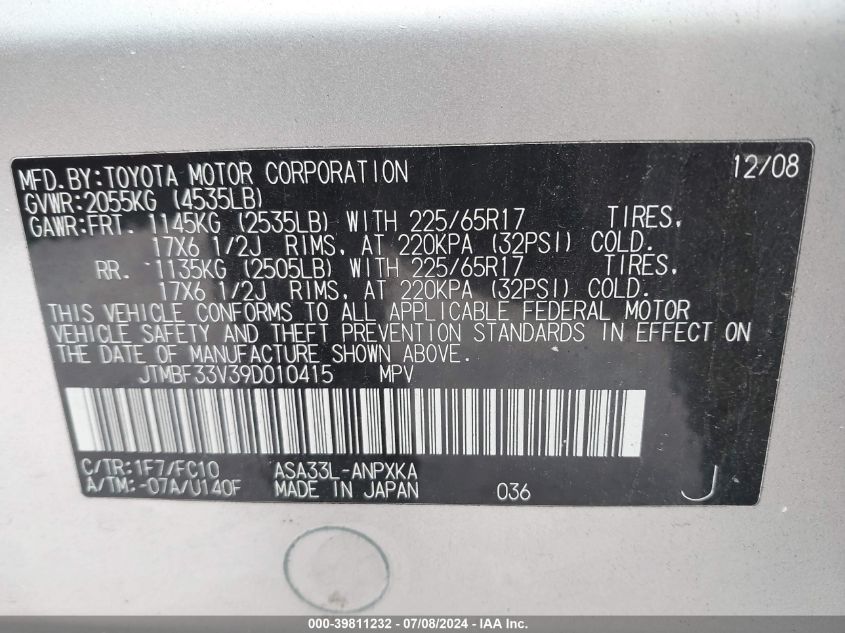 MFD.BY:TOYOTA MOTOR CORPORATION 12/08
GVWR:2055KG (4535LB)
GAWR:FRT. 1145KG (2535LB) WITH 225/65R17 TIRES,
17X6 1/2J RIMS, AT 220KPA (32PSI) COLD.
RR. 1135KG (2505LB) WITH 225/65R17 TIRES,
17X6 1/2J RIMS, AT 220KPA (32PSI) COLD.
THIS VEHICLE CONFORMS TO ALL APPLICABLE FEDERAL MOTOR
VEHICLE SAFETY AND THEFT PREVENTION STANDARDS IN EFFECT ON
THE DATE OF MANUFACTURE SHOWN ABOVE.
JTMBF33V39D010415 MPV
C/TR:1F7/FC10 ASA33L-ANPXKA
A/TM:-07A/U140F MADE IN JAPAN 036 J
000-39811232 - 07/08/2024 - IAA Inc.